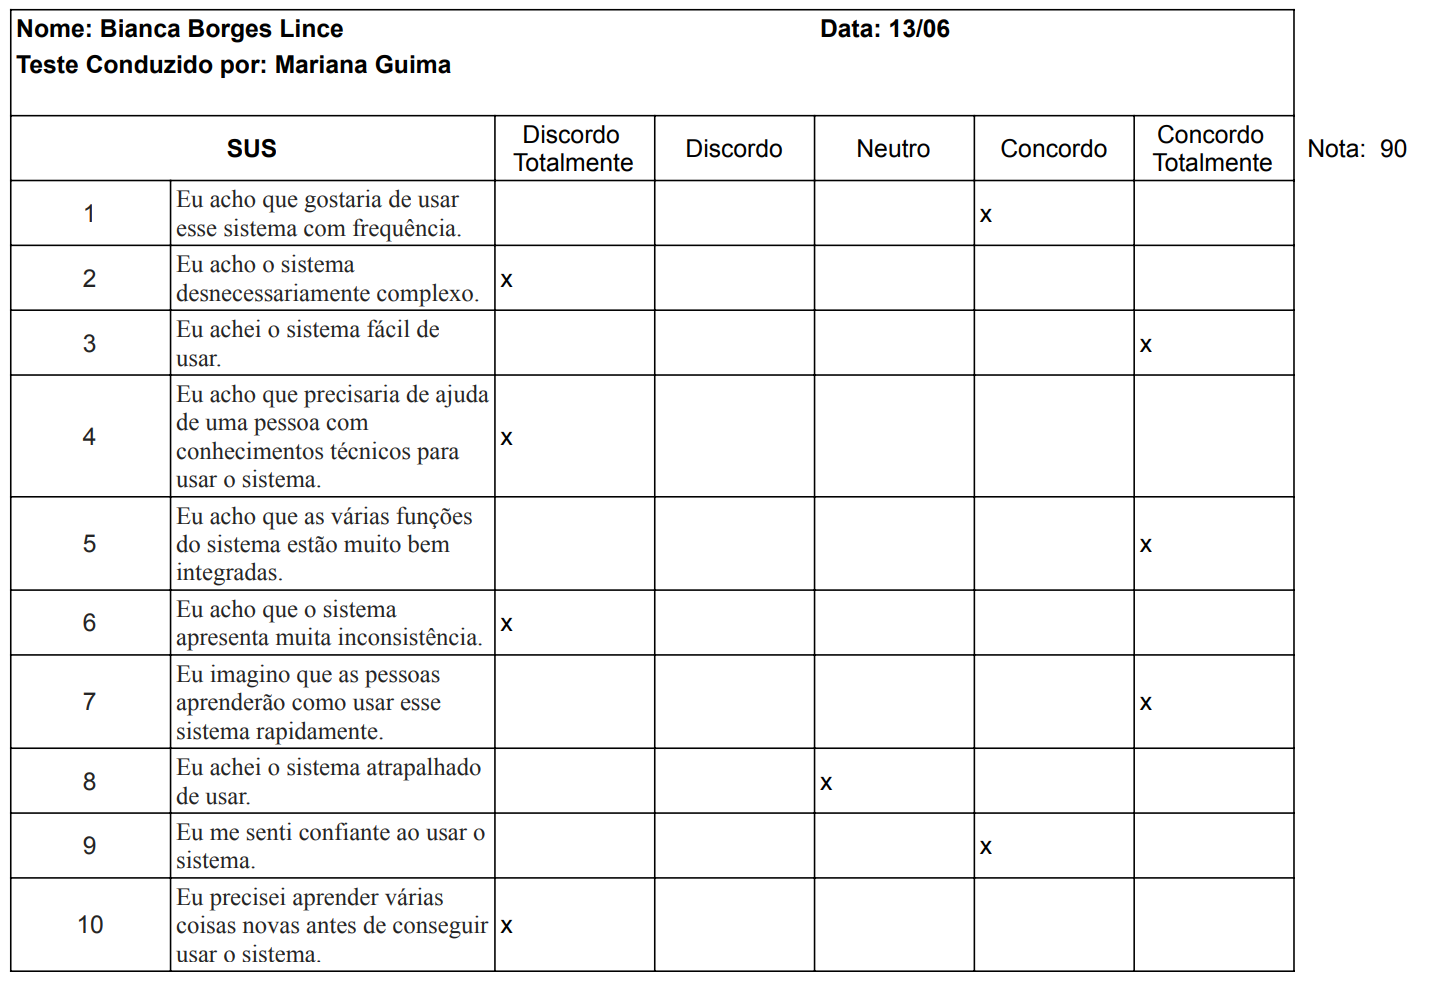 Nome: Bianca Borges Lince Data: 13/06
Teste Conduzido por: Mariana Guima
SUS
Discordo
Totalmente
Discordo
Neutro
Concordo
Concordo
Totalmente
Nota: 90
1
Eu acho que gostaria de usar
esse sistema com frequência.
x
2
Eu acho o sistema
desnecessariamente complexo.
x
3
Eu achei o sistema fácil de
usar.
x
4
Eu acho que precisaria de ajuda
de uma pessoa com
conhecimentos técnicos para
usar o sistema.
x
5
Eu acho que as várias funções
do sistema estão muito bem
integradas.
x
6
Eu acho que o sistema
apresenta muita inconsistência.
x
7
Eu imagino que as pessoas
aprenderão como usar esse
sistema rapidamente.
x
8
Eu achei o sistema atrapalhado
de usar.
x
9
Eu me senti confiante ao usar o
sistema.
x
10
Eu precisei aprender várias
coisas novas antes de conseguir
usar o sistema.
x